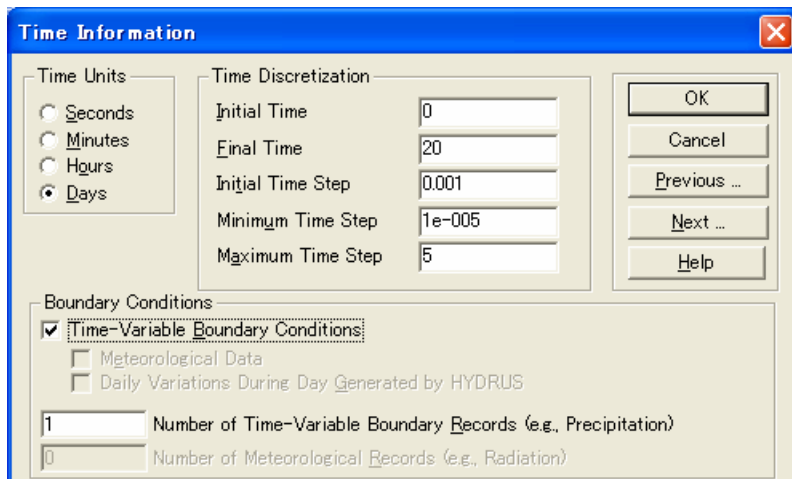 Time Information
Time Units
Seconds
Minutes
Hours
Days
Time Discretization
Initial Time 0
Final Time 20
Initial Time Step 0.001
Minimum Time Step 1e-005
Maximum Time Step 5
OK
Cancel
Previous ...
Next ...
Help
Boundary Conditions
Time-Variable Boundary Conditions
Meteorological Data
Daily Variations During Day Generated by HYDRUS
1 Number of Time-Variable Boundary Records (e.g., Precipitation)
0 Number of Meteorological Records (e.g., Radiation)